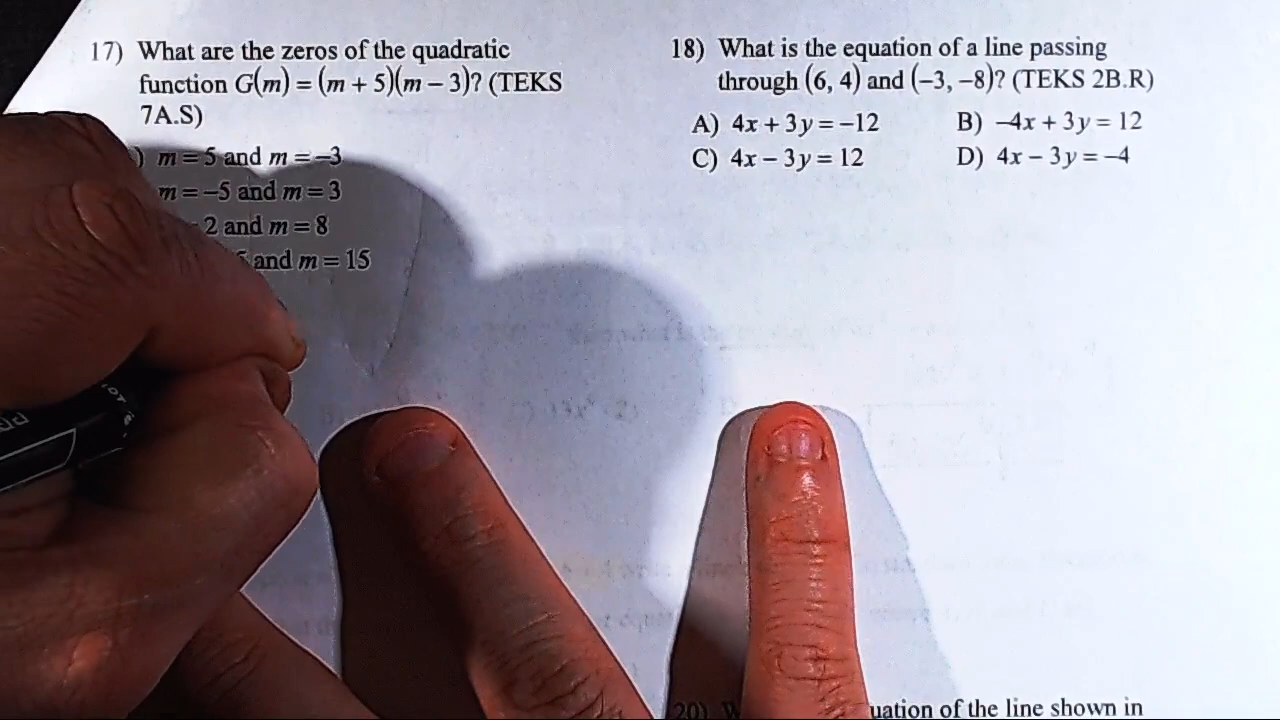 17) What are the zeros of the quadratic
function G(m) = (m + 5)(m − 3)? (TEKS
7A.S)
) m = 5 and m = −3
m = −5 and m = 3
2 and m = 8
and m = 15
18) What is the equation of a line passing
through (6, 4) and (−3, −8)? (TEKS 2B.R)
A) 4x + 3y = −12 B) −4x + 3y = 12
C) 4x − 3y = 12 D) 4x − 3y = −4
20) uation of the line shown in